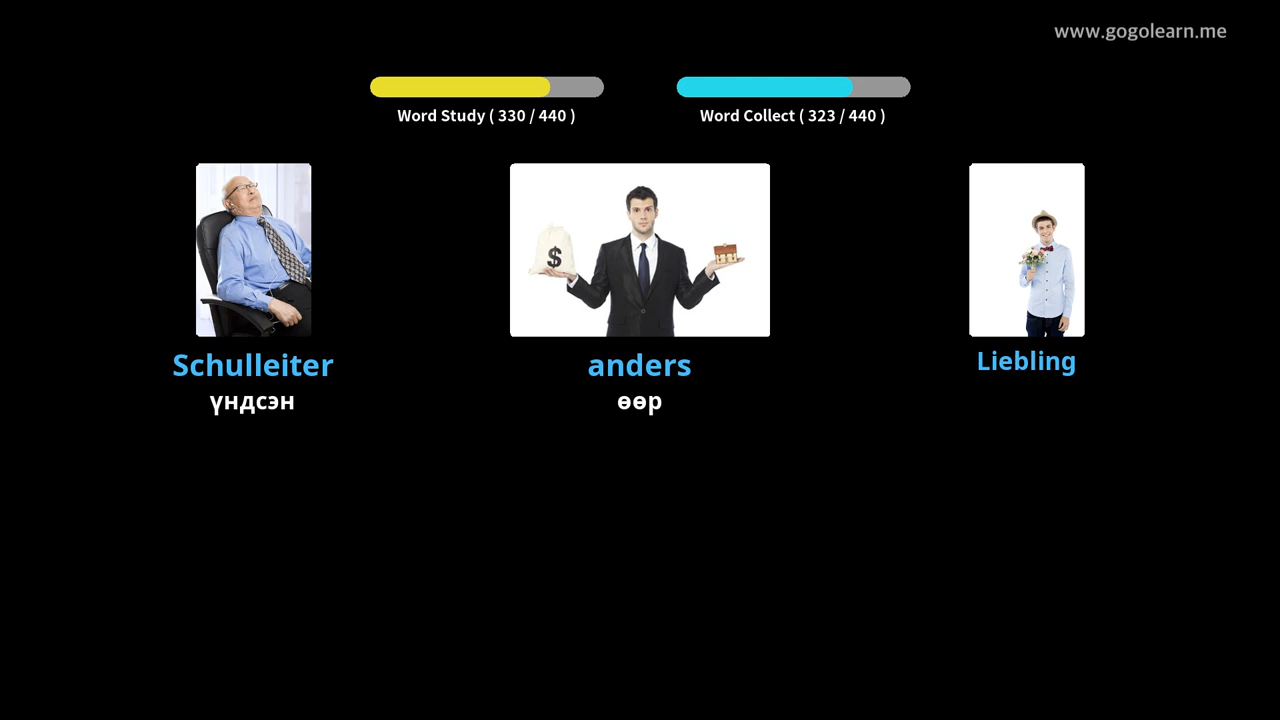 www.gogolearn.me
Word Study ( 330 / 440 )
Word Collect ( 323 / 440 )
$
Schulleiter
үндсэн
anders
өөр
Liebling